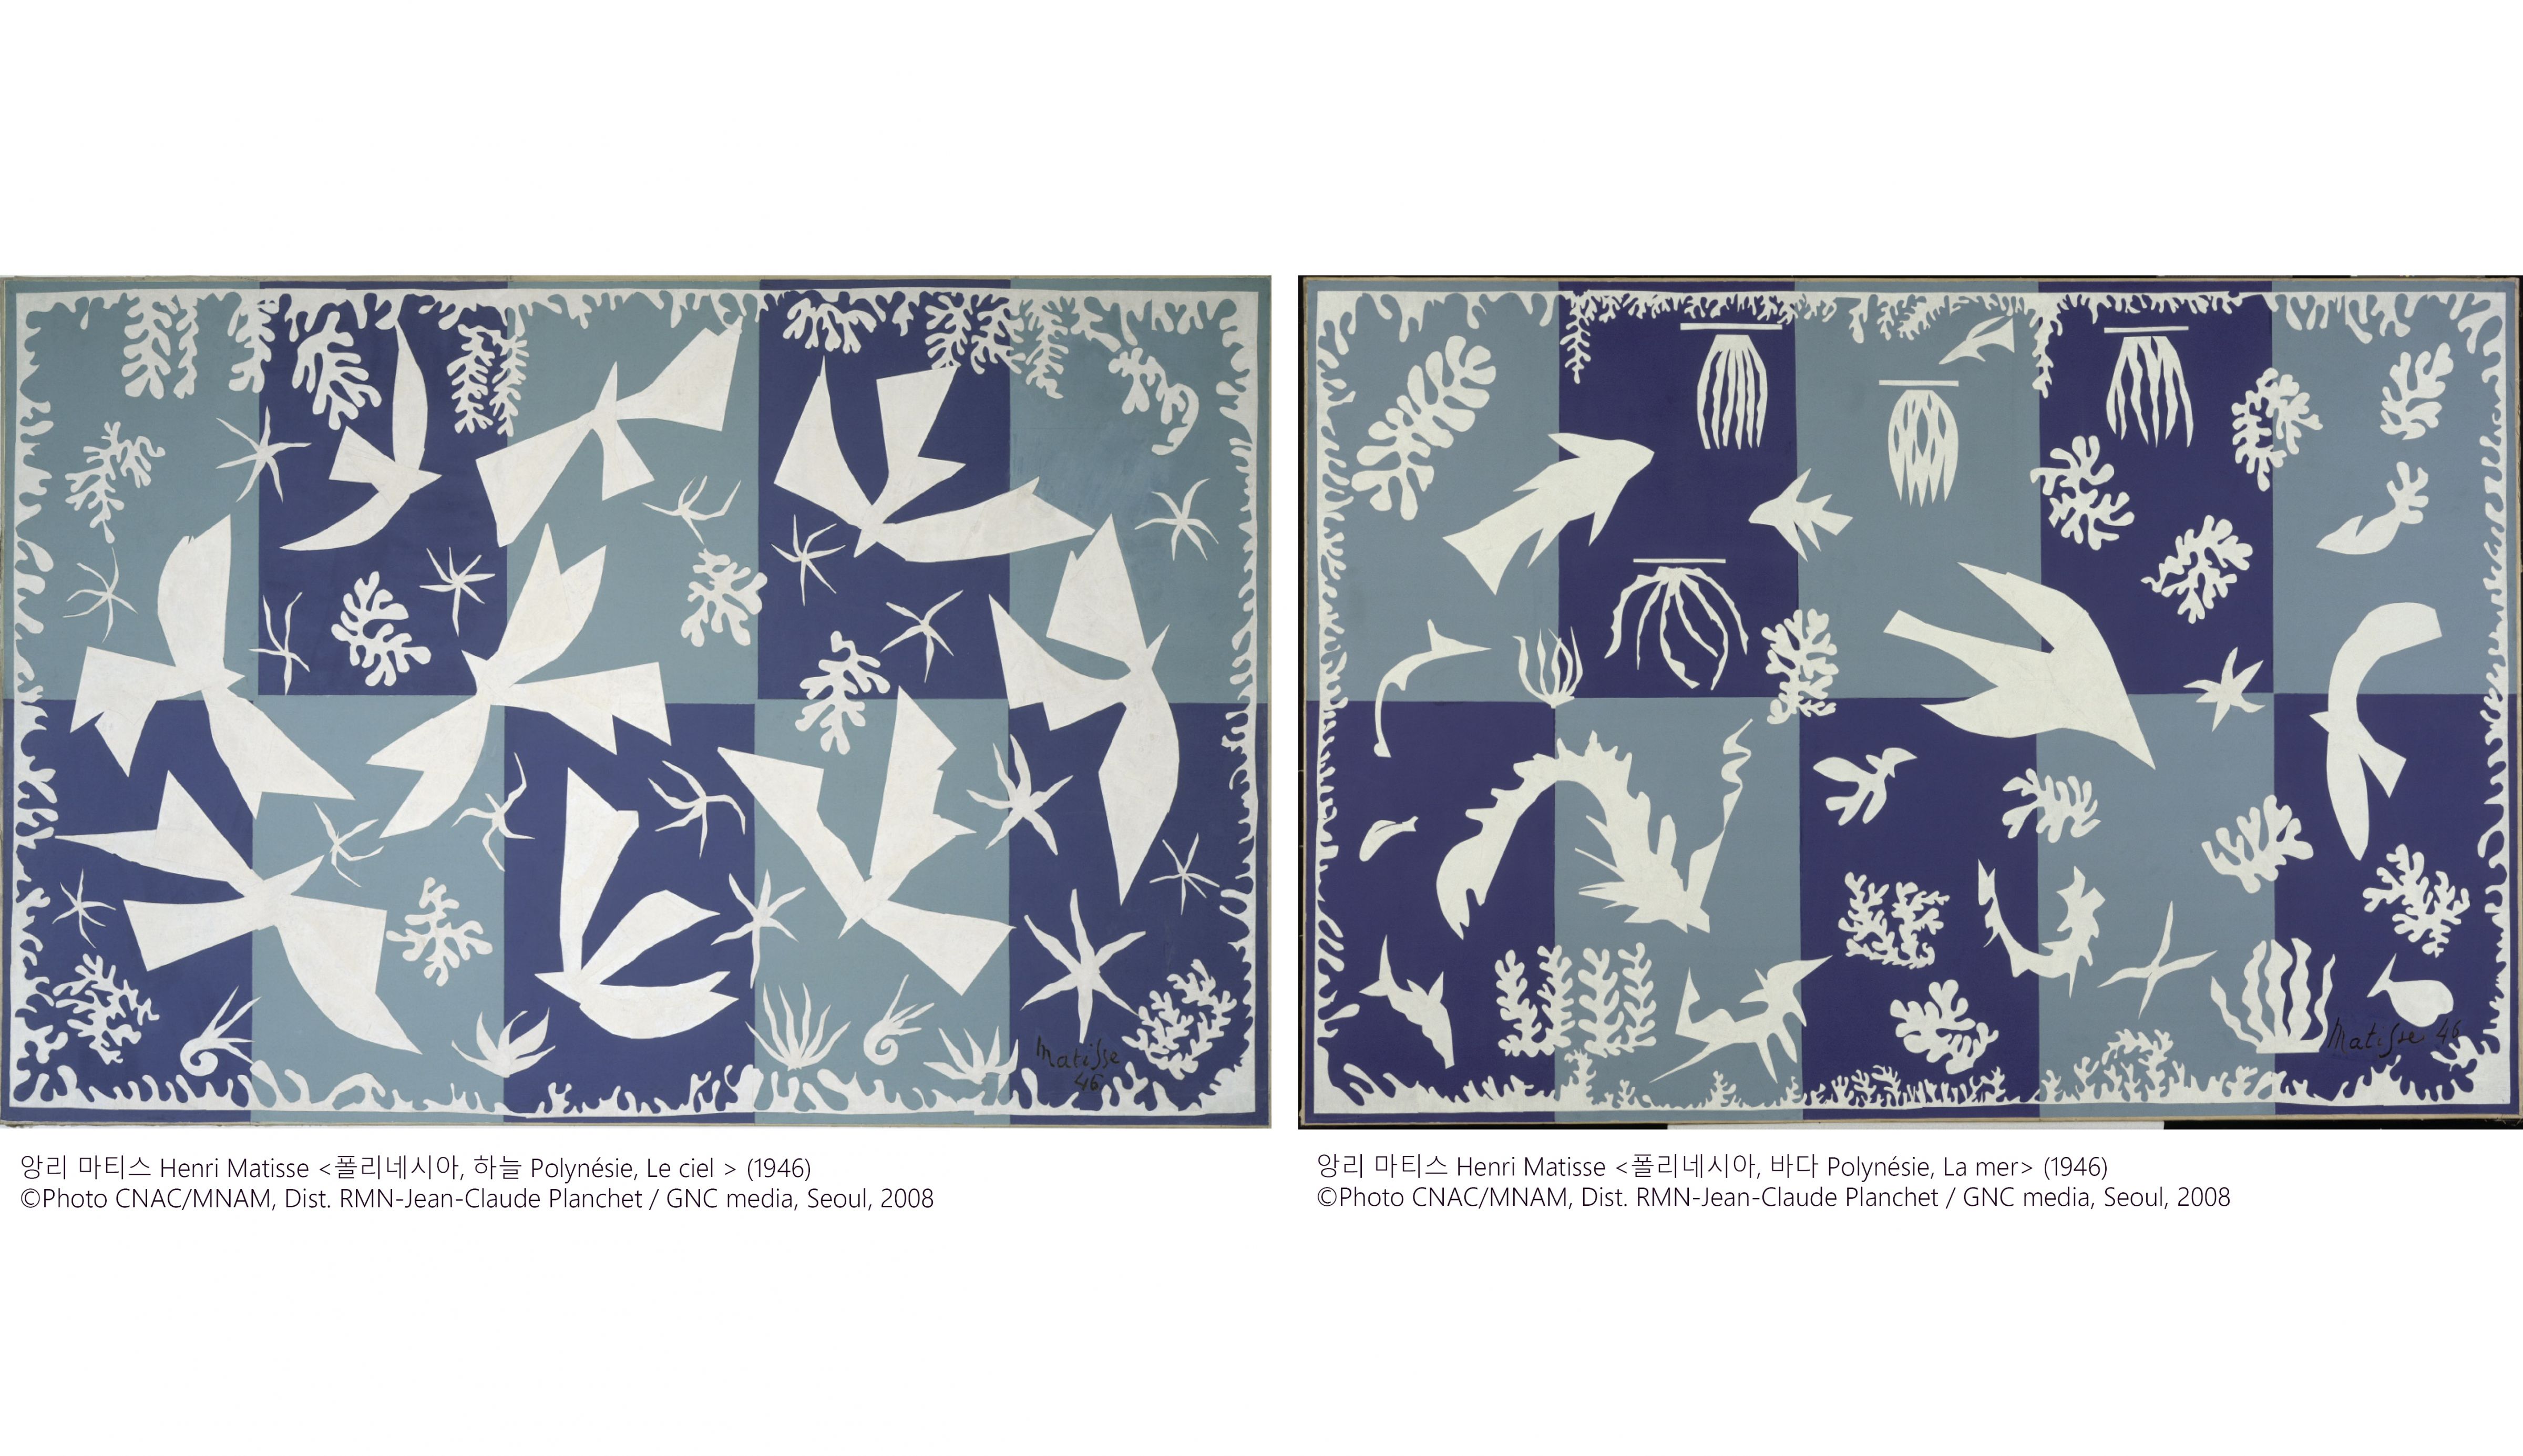 Matisse
46
Matisse 46
앙리 마티스 Henri Matisse <폴리네시아, 하늘 Polynésie, Le ciel > (1946)
©Photo CNAC/MNAM, Dist. RMN-Jean-Claude Planchet / GNC media, Seoul, 2008
앙리 마티스 Henri Matisse <폴리네시아, 바다 Polynésie, La mer> (1946)
©Photo CNAC/MNAM, Dist. RMN-Jean-Claude Planchet / GNC media, Seoul, 2008